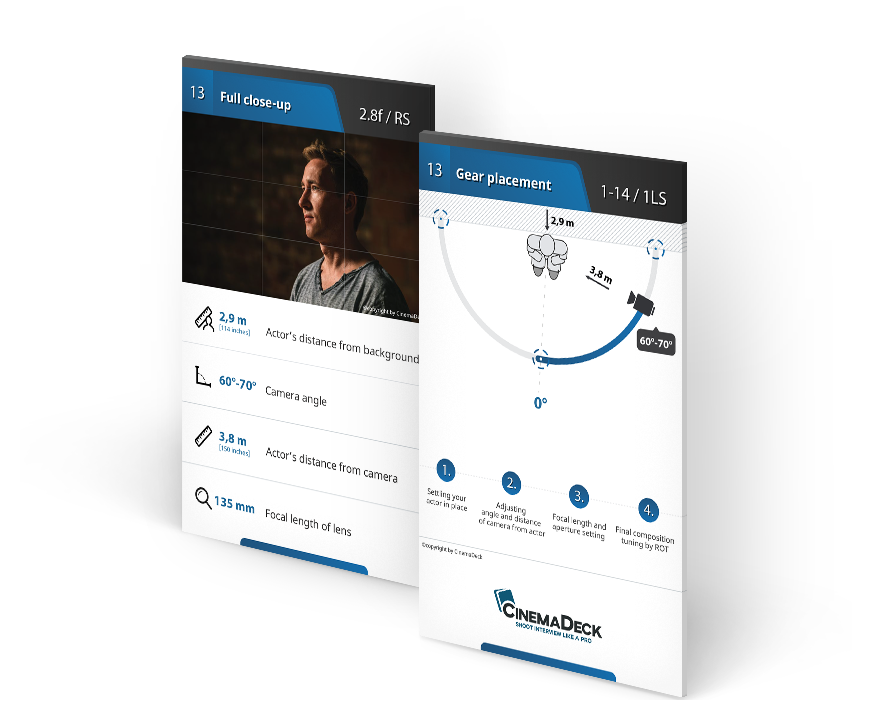 13
Full close-up
2.8f / RS
©copyright by CinemaDe
2,9 m
[114 inches]
Actor's distance from background
60°-70°
Camera angle
3,8 m
[150 inches]
Actor's distance from camera
135 mm
Focal length of lens
13
Gear placement
1-14 / 1LS
2,9 m
3,8 m
60°-70°
0°
1.
Settling your
actor in place
2.
Adjusting
angle and distance
of camera from actor
3.
Focal length and
aperture setting
4.
Final composition
tuning by ROT
©copyright by CinemaDeck
CINEMADECK
SHOOT INTERVIEW LIKE A PRO